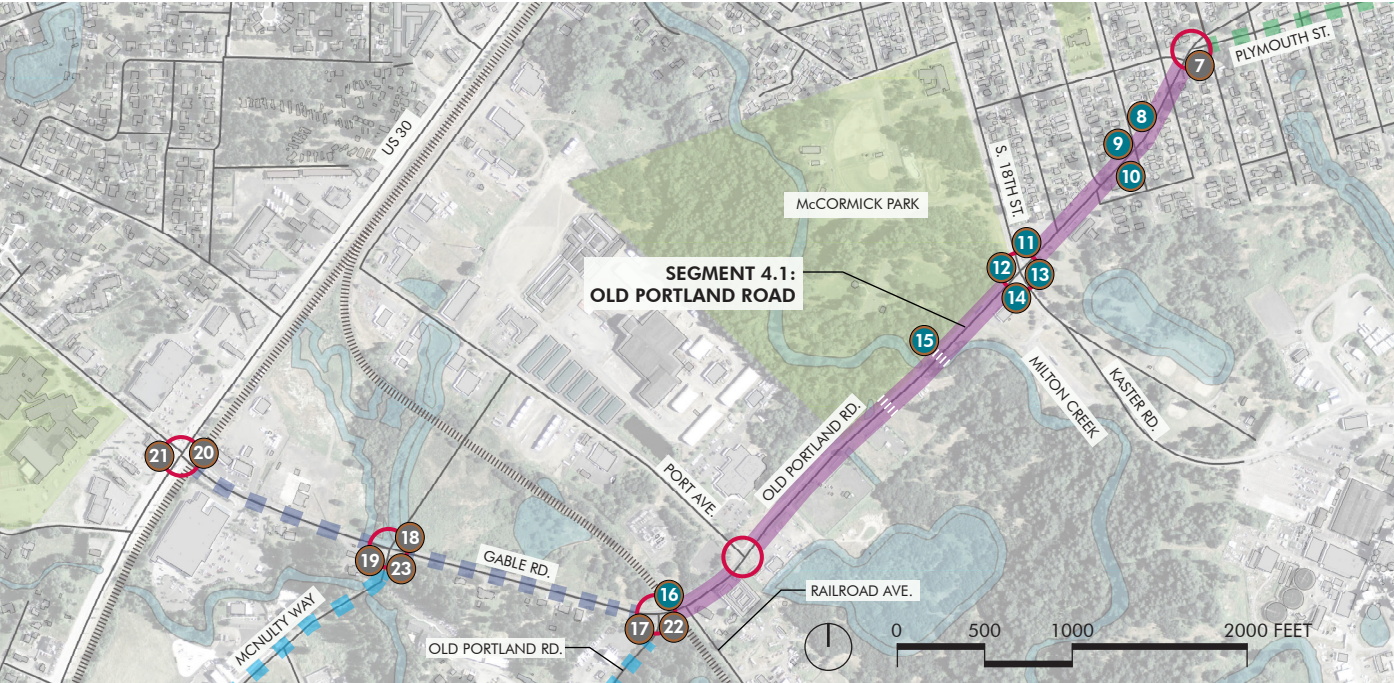 PLYMOUTH ST.
7
US 30
8
9
10
S. 18TH ST.
McCORMICK PARK
11
12
13
14
SEGMENT 4.1:
OLD PORTLAND ROAD
15
MILTON CREEK
KASTER RD.
OLD PORTLAND RD.
PORT AVE.
21
20
18
19
23
GABLE RD.
16
17
22
RAILROAD AVE.
MCNULTY WAY
OLD PORTLAND RD.
0 500 1000 2000 FEET